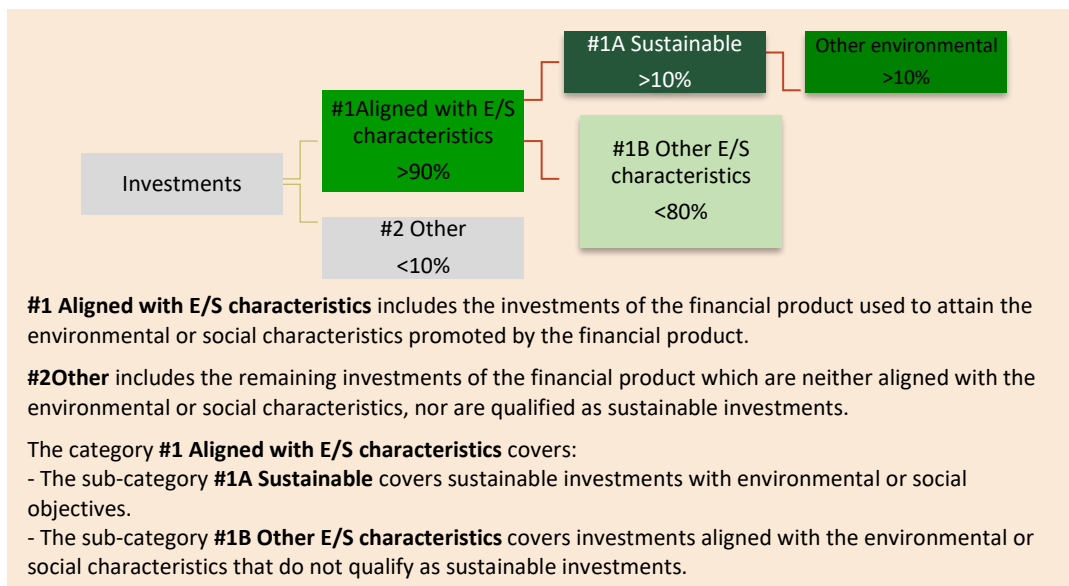 #1A Sustainable
>10%
Other environmental
>10%
#1Aligned with E/S
characteristics
>90%
#1B Other E/S
characteristics
<80%
Investments
#2 Other
<10%
#1 Aligned with E/S characteristics includes the investments of the financial product used to attain the
environmental or social characteristics promoted by the financial product.
#2Other includes the remaining investments of the financial product which are neither aligned with the
environmental or social characteristics, nor are qualified as sustainable investments.
The category #1 Aligned with E/S characteristics covers:
- The sub-category #1A Sustainable covers sustainable investments with environmental or social
objectives.
- The sub-category #1B Other E/S characteristics covers investments aligned with the environmental or
social characteristics that do not qualify as sustainable investments.